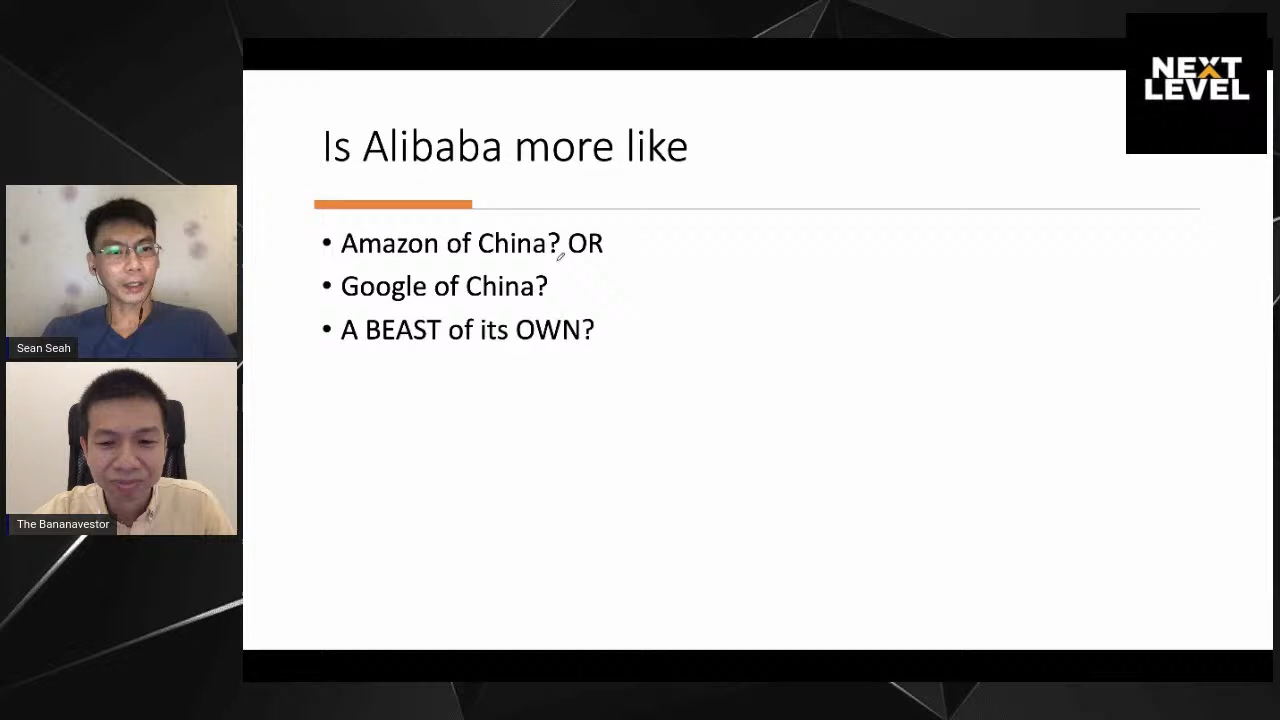 NEXT
LEVEL
Is Alibaba more like
• Amazon of China? OR
• Google of China?
• A BEAST of its OWN?
Sean Seah
The Bananavestor